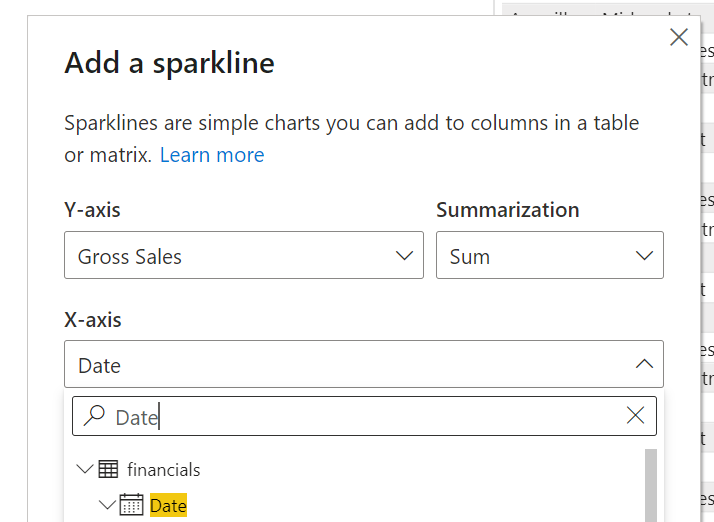 Add a sparkline
Sparklines are simple charts you can add to columns in a table
or matrix. Learn more
Y-axis
Summarization
Gross Sales
Sum
X-axis
Date
Date
financials
Date